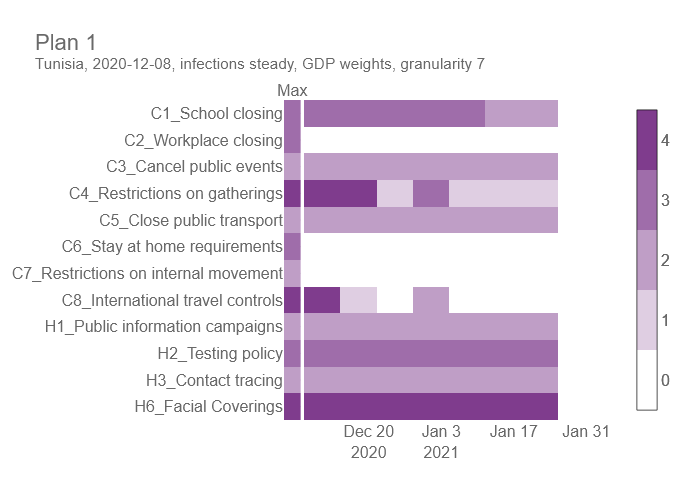 Plan 1
Tunisia, 2020-12-08, infections steady, GDP weights, granularity 7
Max
C1_School closing
C2_Workplace closing
C3_Cancel public events
C4_Restrictions on gatherings
C5_Close public transport
C6_Stay at home requirements
C7_Restrictions on internal movement
C8_International travel controls
H1_Public information campaigns
H2_Testing policy
H3_Contact tracing
H6_Facial Coverings
Dec 20 Jan 3 Jan 17 Jan 31
2020 2021
4
3
2
1
0